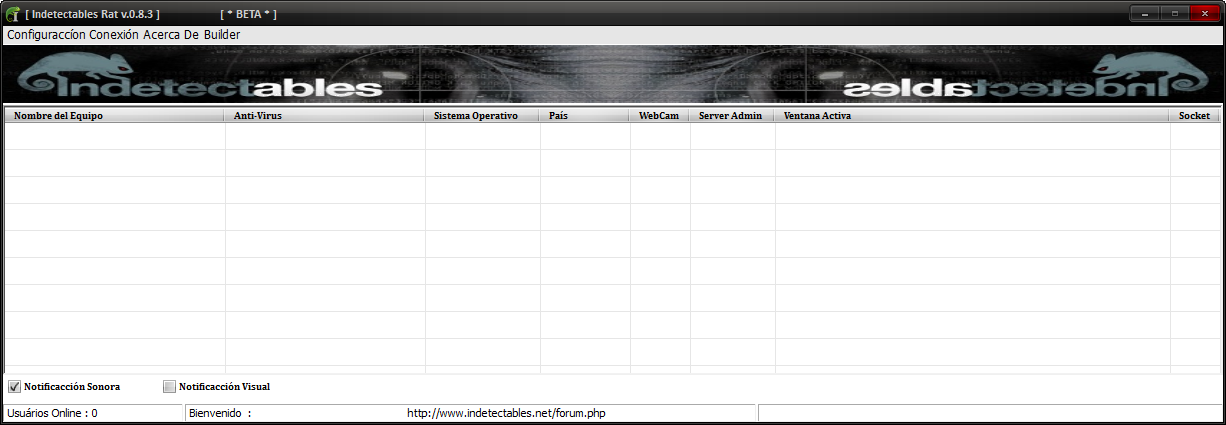 [ Indetectables Rat v.0.8.3 ] [ * BETA * ]
Configuraccíon Conexión Acerca De Builder
Indetectables Indetectables
Nombre del Equipo Anti-Virus Sistema Operativo País WebCam Server Admin Ventana Activa Socket
Notificacción Sonora Notificacción Visual
Usuários Online : 0 Bienvenido : http://www.indetectables.net/forum.php